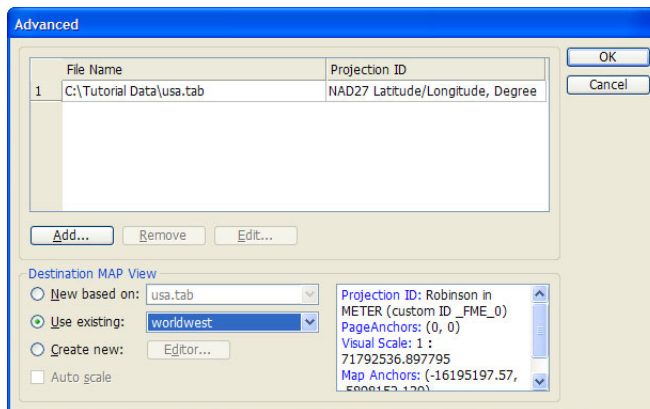 Advanced
File Name Projection ID
1 C:\Tutorial Data\usa.tab NAD27 Latitude/Longitude, Degree
OK
Cancel
Add... Remove Edit...
Destination MAP View
New based on: usa.tab
Use existing: worldwest
Create new: Editor...
Auto scale
Projection ID: Robinson in
METER (custom ID _FME_0)
PageAnchors: (0, 0)
Visual Scale: 1 :
71792536.897795
Map Anchors: (-16195197.57,